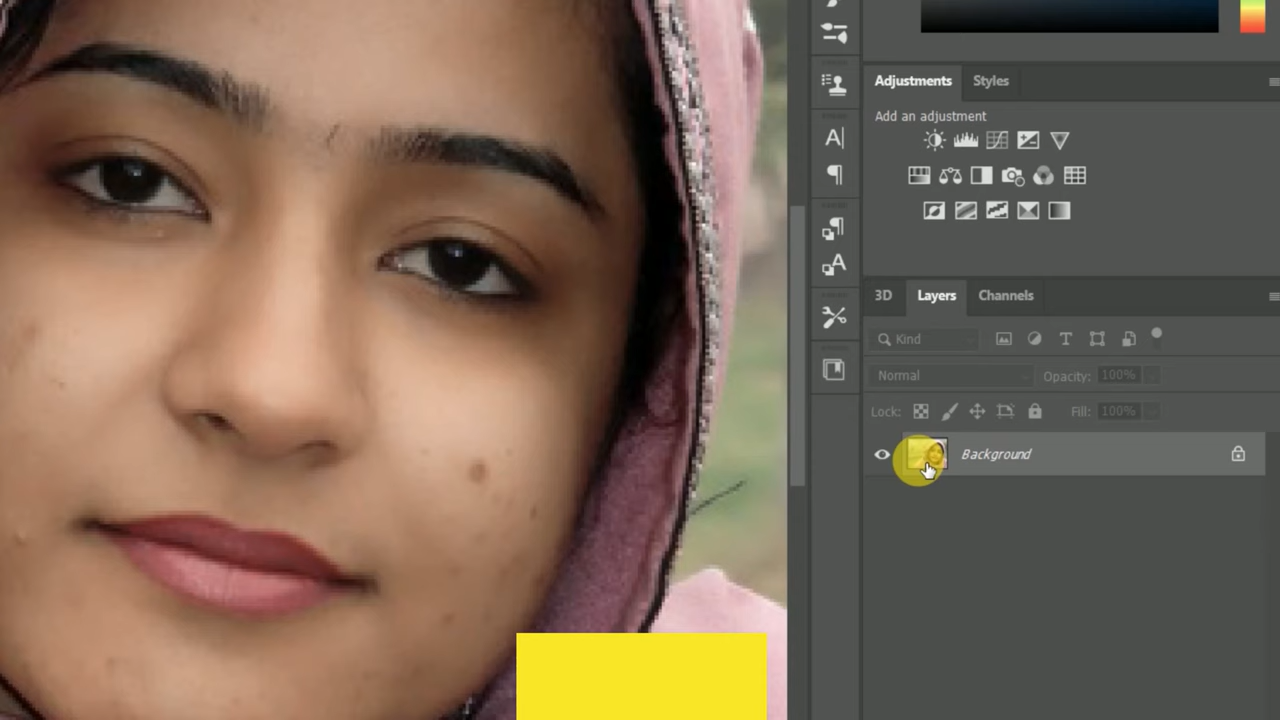 Adjustments Styles
Add an adjustment
3D Layers Channels
Kind
Normal Opacity: 100%
Lock: Fill: 100%
Background